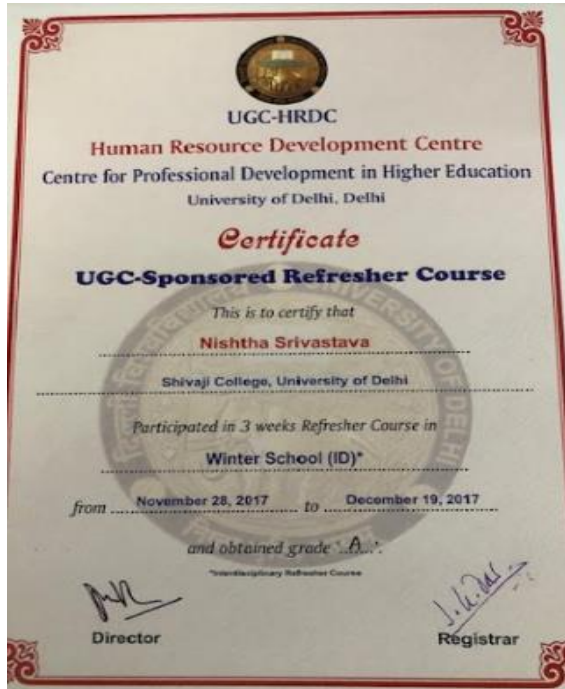 UGC-HRDC
Human Resource Development Centre
Centre for Professional Development in Higher Education
University of Delhi, Delhi
Certificate
UGC-Sponsored Refresher Course
This is to certify that
Nishtha Srivastava
Shivaji College, University of Delhi
Participated in 3 weeks Refresher Course in
Winter School (ID)*
from November 28, 2017 to December 19, 2017
and obtained grade '..A...'.
*Interdisciplinary Refresher Course
Director Registrar